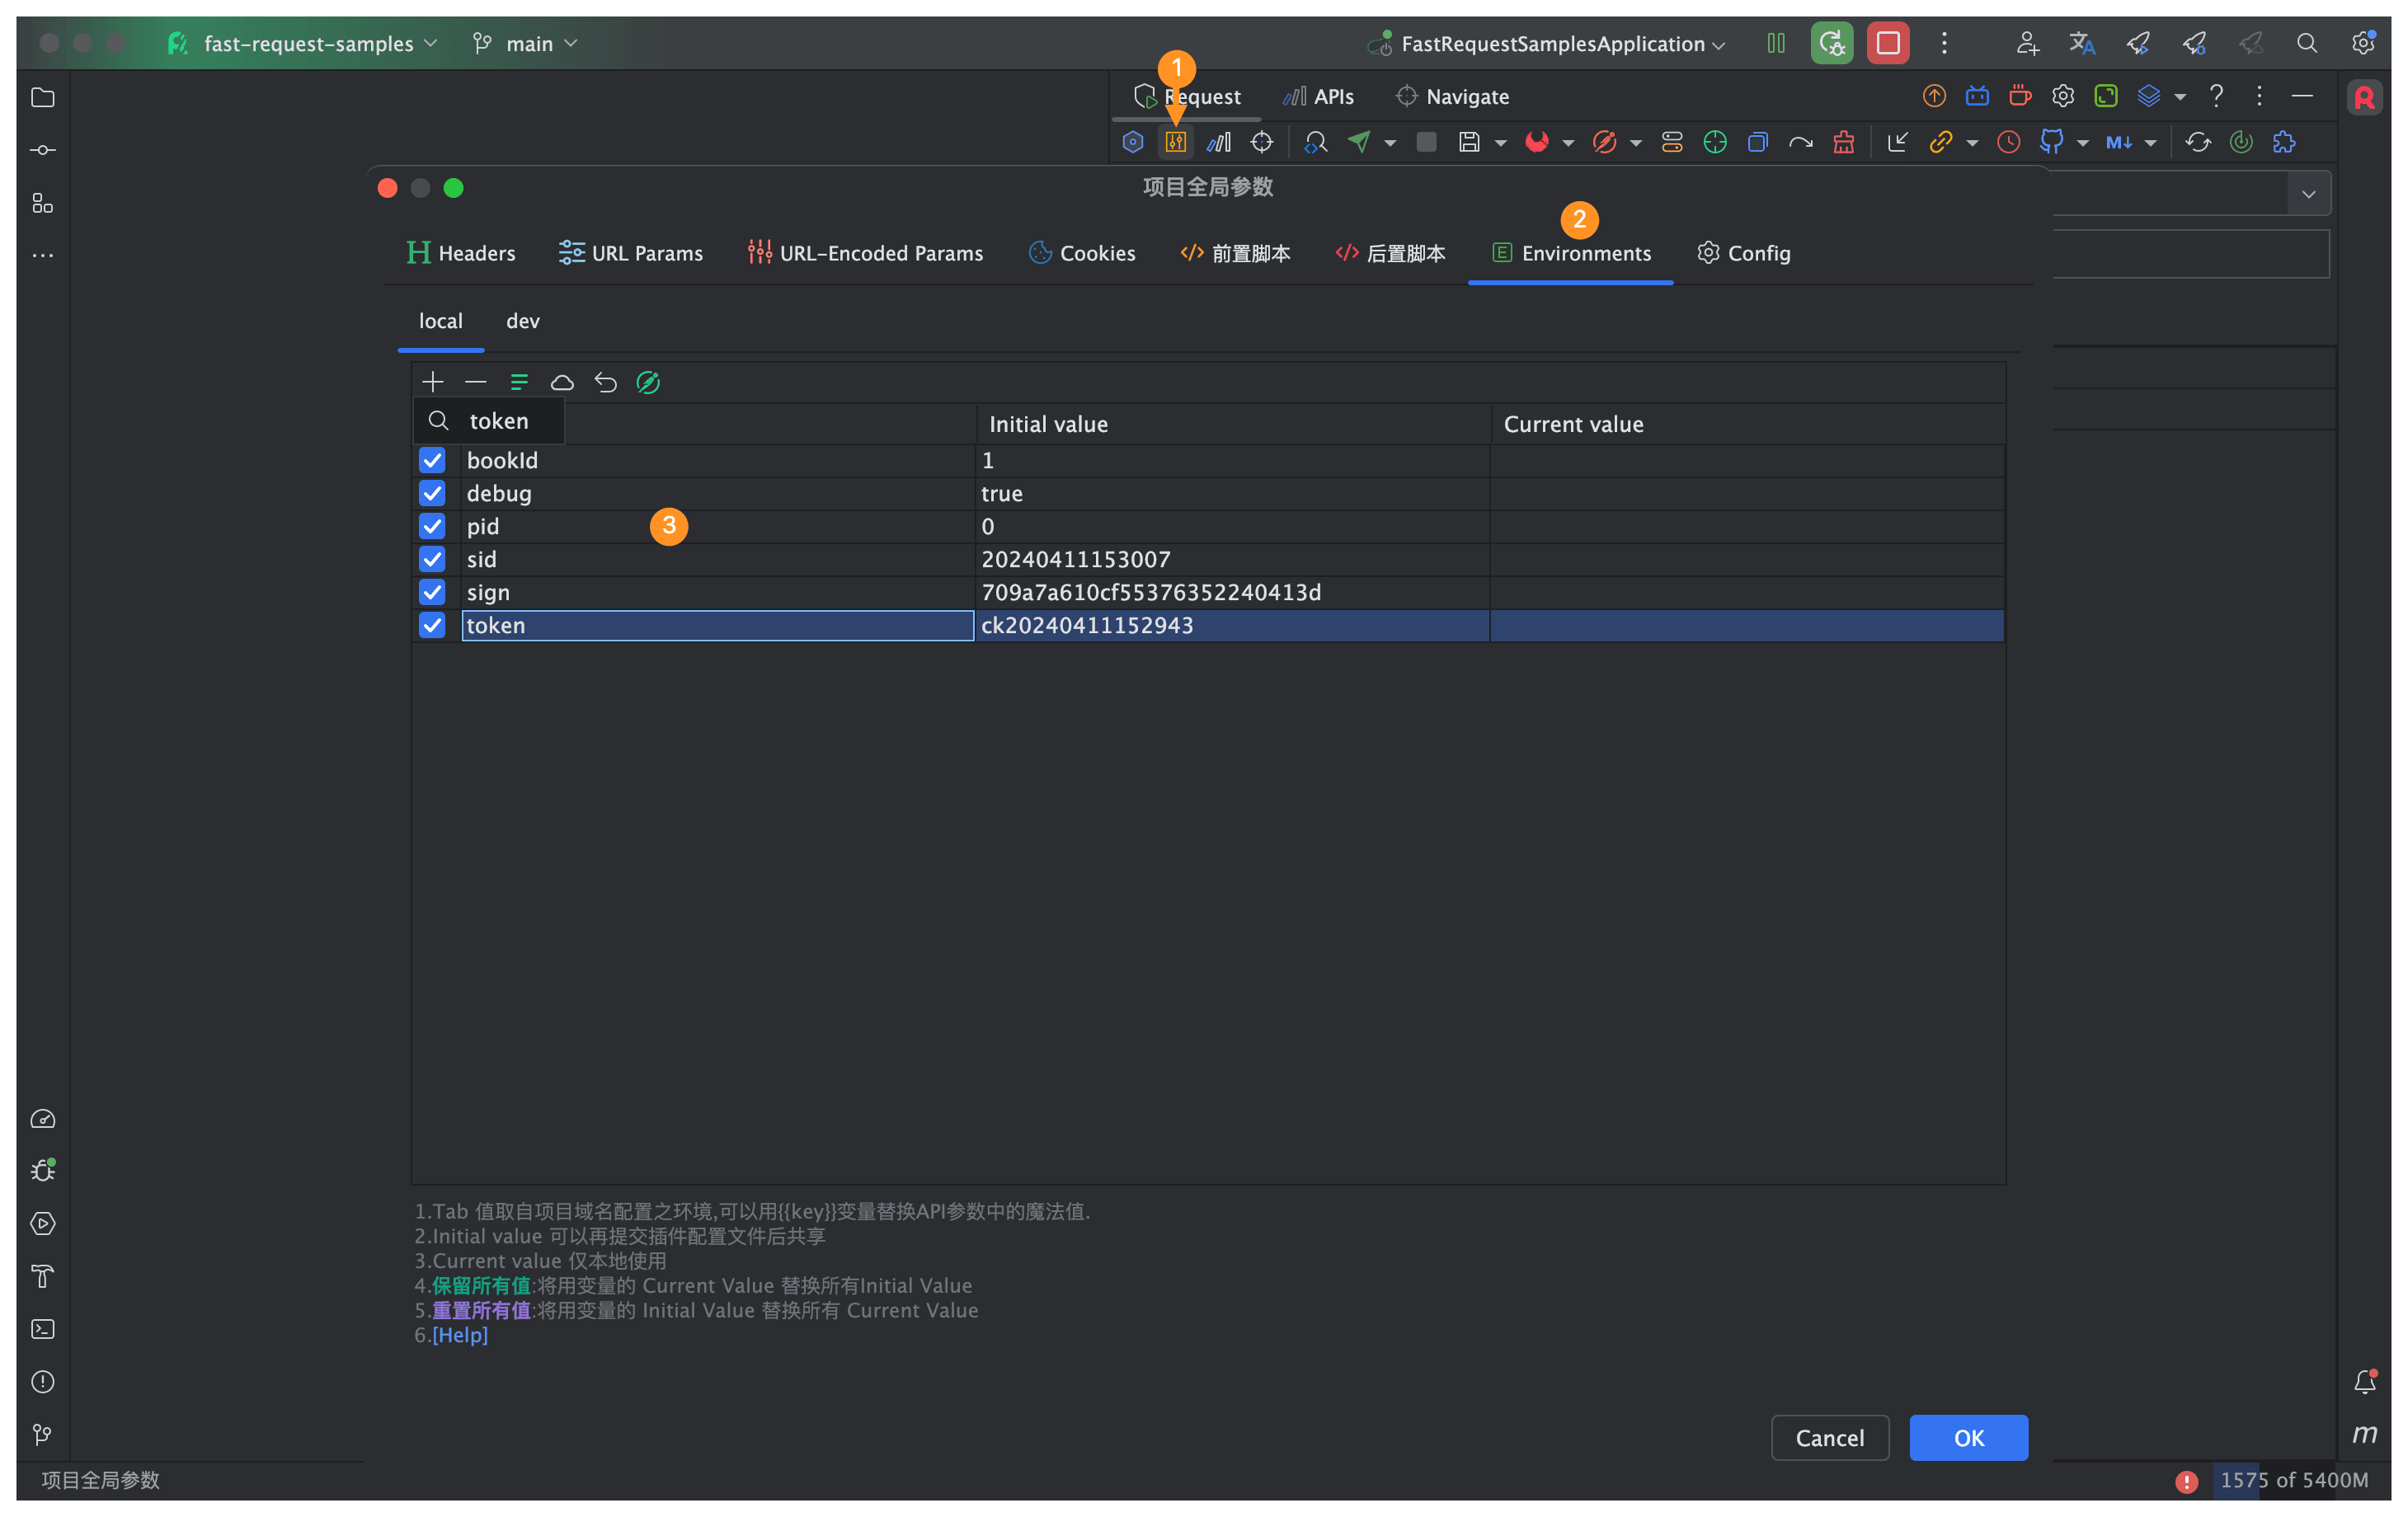 fast-request-samples
main
FastRequestSamplesApplication
1
Request
APIs
Navigate
项目全局参数
2
Headers
URL Params
URL-Encoded Params
Cookies
前置脚本
后置脚本
Environments
Config
local
dev
token
Initial value
Current value
bookId
1
debug
true
pid
3
0
sid
20240411153007
sign
709a7a610cf55376352240413d
token
ck20240411152943
1.Tab 值取自项目域名配置之环境,可以用{{key}}变量替换API参数中的魔法值.
2.Initial value 可以再提交插件配置文件后共享
3.Current value 仅本地使用
4.保留所有值:将用变量的 Current Value 替换所有Initial Value
5.重置所有值:将用变量的 Initial Value 替换所有 Current Value
6.[Help]
Cancel
OK
项目全局参数
1575 of 5400M